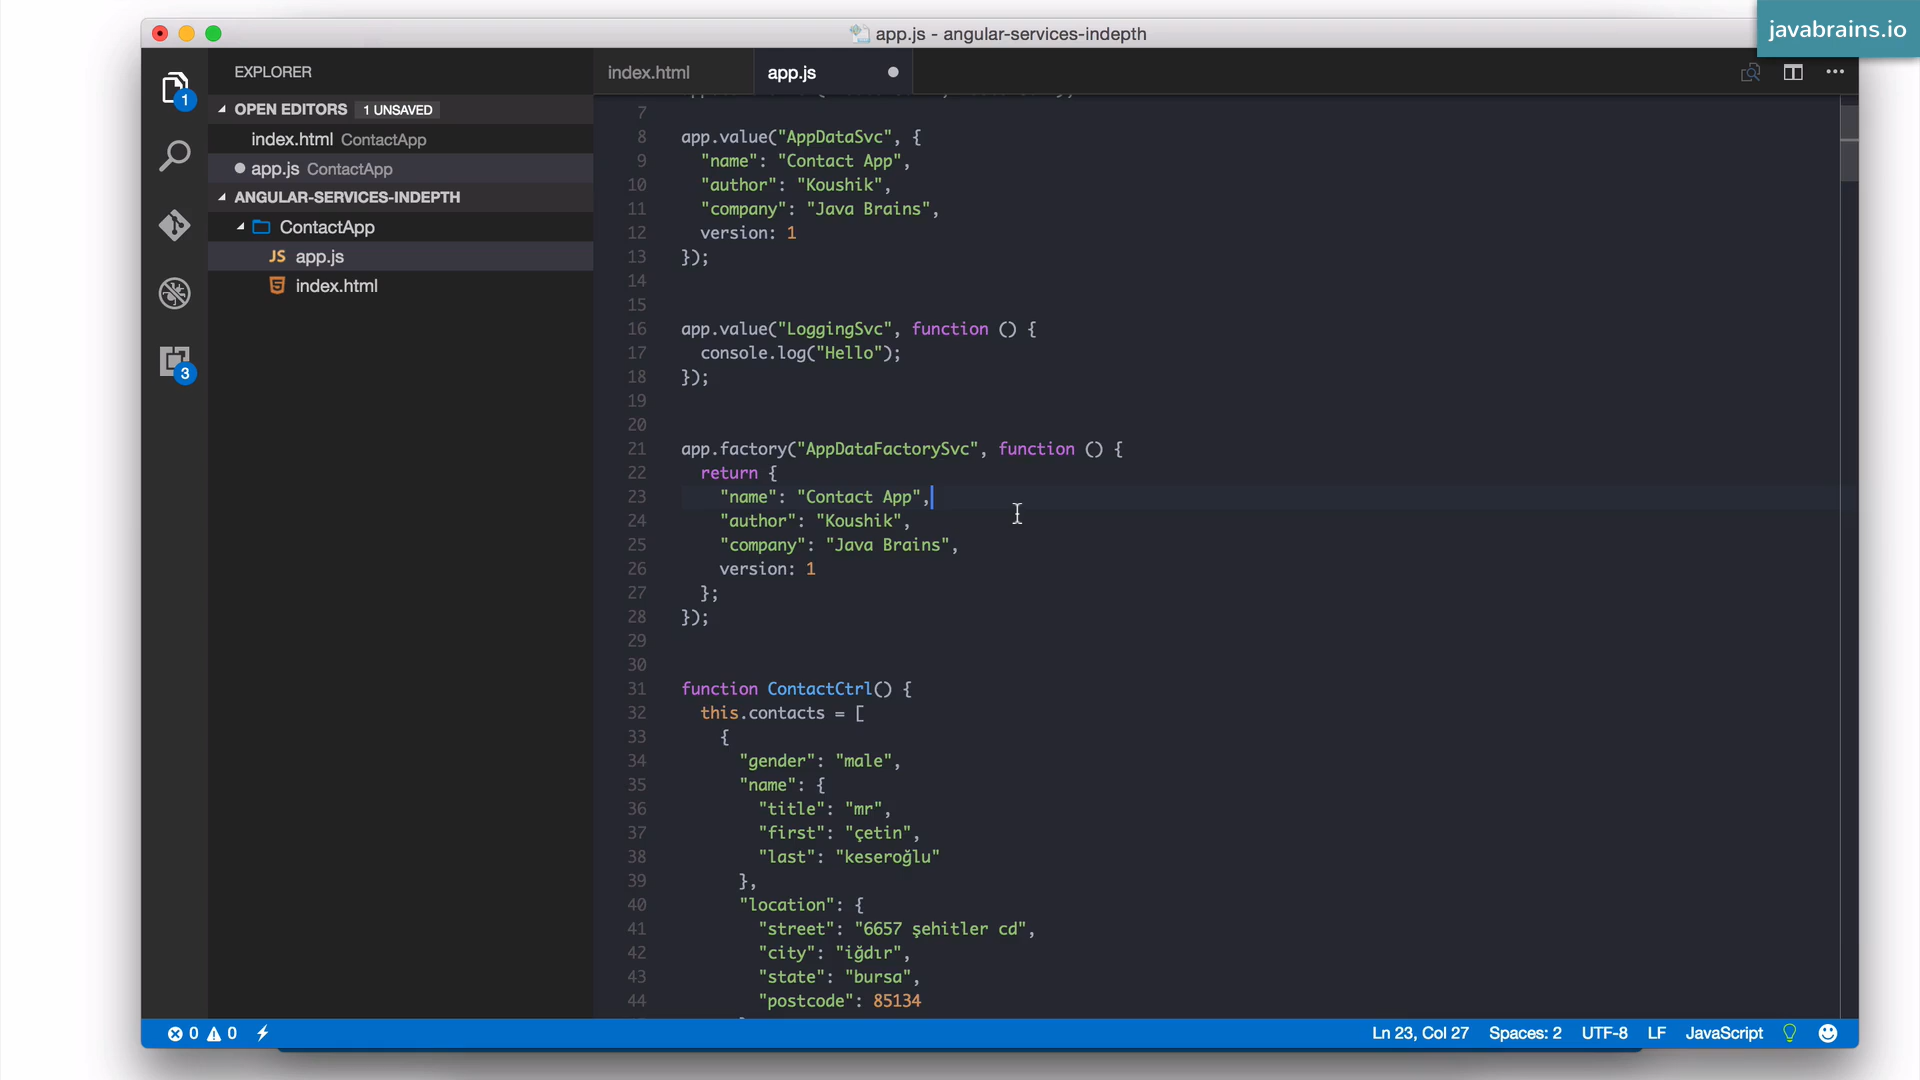 app.js - angular-services-indepth
javabrains.io
EXPLORER
OPEN EDITORS 1 UNSAVED
index.html ContactApp
app.js ContactApp
ANGULAR-SERVICES-INDEPTH
ContactApp
JS app.js
index.html
1
3
index.html
app.js
7
8 app.value("AppDataSvc", {
9 "name": "Contact App",
10 "author": "Koushik",
11 "company": "Java Brains",
12 version: 1
13 });
14
15
16 app.value("LoggingSvc", function () {
17 console.log("Hello");
18 });
19
20
21 app.factory("AppDataFactorySvc", function () {
22 return {
23 "name": "Contact App",
24 "author": "Koushik",
25 "company": "Java Brains",
26 version: 1
27 };
28 });
29
30
31 function ContactCtrl() {
32 this.contacts = [
33 {
34 "gender": "male",
35 "name": {
36 "title": "mr",
37 "first": "çetin",
38 "last": "keseroğlu"
39 },
40 "location": {
41 "street": "6657 şehitler cd",
42 "city": "iğdır",
43 "state": "bursa",
44 "postcode": 85134
0 0 Ln 23, Col 27 Spaces: 2 UTF-8 LF JavaScript